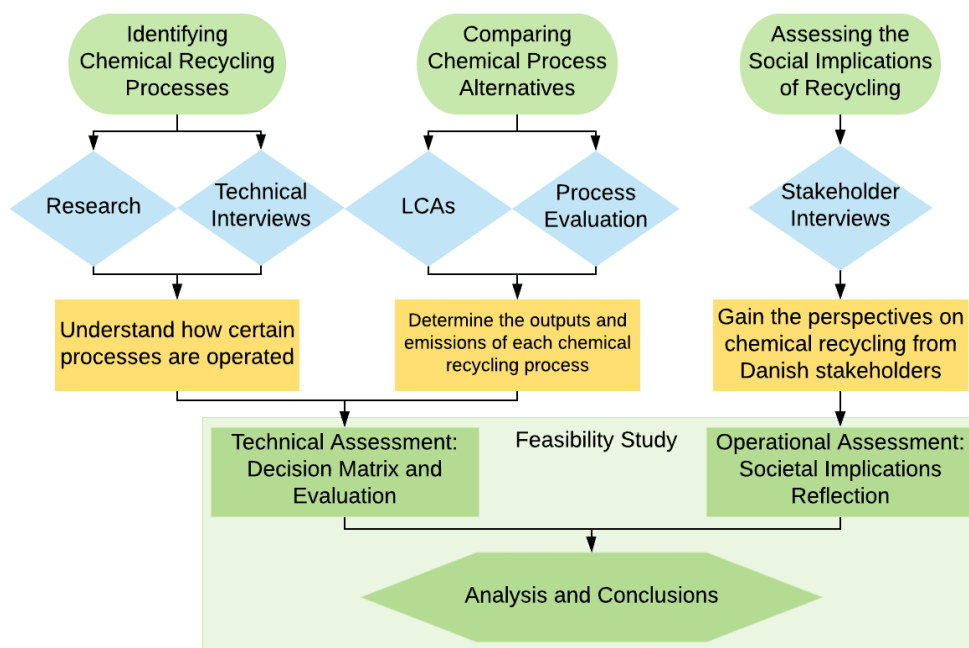 Identifying
Chemical Recycling
Processes
Comparing
Chemical Process
Alternatives
Assessing the
Social Implications
of Recycling
Research
Technical
Interviews
LCAs
Process
Evaluation
Stakeholder
Interviews
Understand how certain
processes are operated
Determine the outputs and
emissions of each chemical
recycling process
Gain the perspectives on
chemical recycling from
Danish stakeholders
Feasibility Study
Technical Assessment:
Decision Matrix and
Evaluation
Operational Assessment:
Societal Implications
Reflection
Analysis and Conclusions